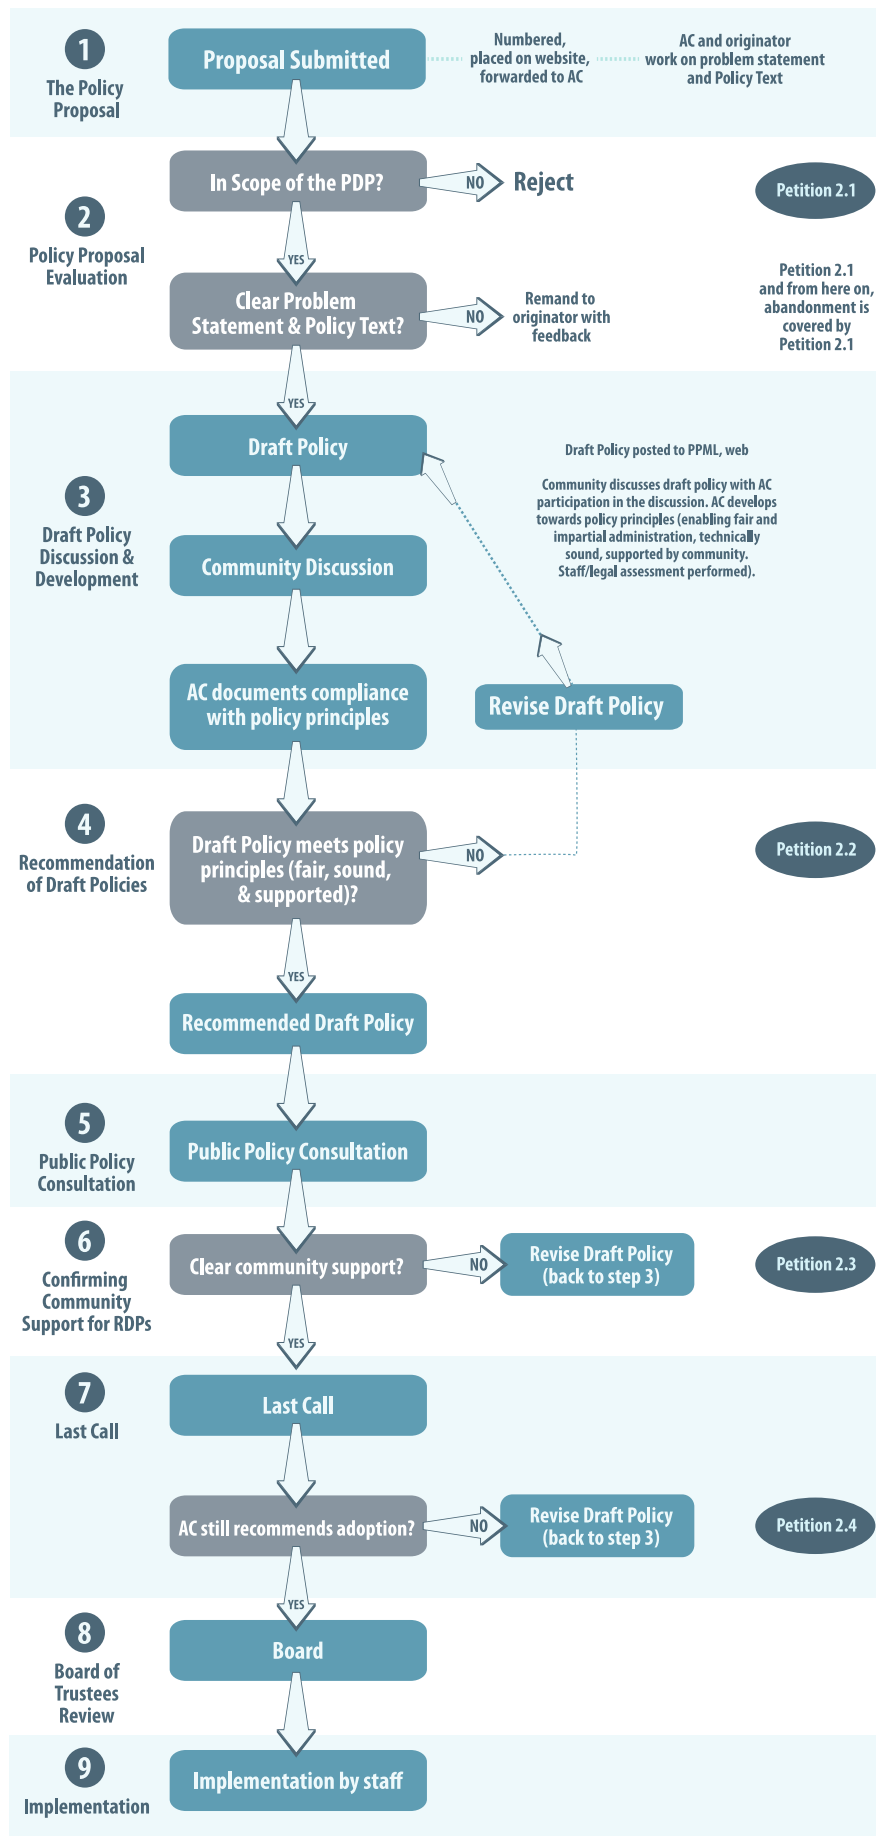 1
The Policy
Proposal
Proposal Submitted
Numbered,
placed on website,
forwarded to AC
AC and originator
work on problem statement
and Policy Text
2
Policy Proposal
Evaluation
In Scope of the PDP?
NO
Reject
Petition 2.1
YES
Clear Problem
Statement & Policy Text?
NO
Remand to
originator with
feedback
Petition 2.1
and from here on,
abandonment is
covered by
Petition 2.1
YES
3
Draft Policy
Discussion &
Development
Draft Policy
Draft Policy posted to PPML, web
Community discusses draft policy with AC
participation in the discussion. AC develops
towards policy principles (enabling fair and
impartial administration, technically
sound, supported by community.
Staff/legal assessment performed).
Community Discussion
AC documents compliance
with policy principles
Revise Draft Policy
4
Recommendation
of Draft Policies
Draft Policy meets policy
principles (fair, sound,
& supported)?
NO
Petition 2.2
YES
Recommended Draft Policy
5
Public Policy
Consultation
Public Policy Consultation
6
Confirming
Community
Support for RDPs
Clear community support?
NO
Revise Draft Policy
(back to step 3)
Petition 2.3
YES
7
Last Call
Last Call
AC still recommends adoption?
NO
Revise Draft Policy
(back to step 3)
Petition 2.4
YES
8
Board of
Trustees
Review
Board
9
Implementation
Implementation by staff